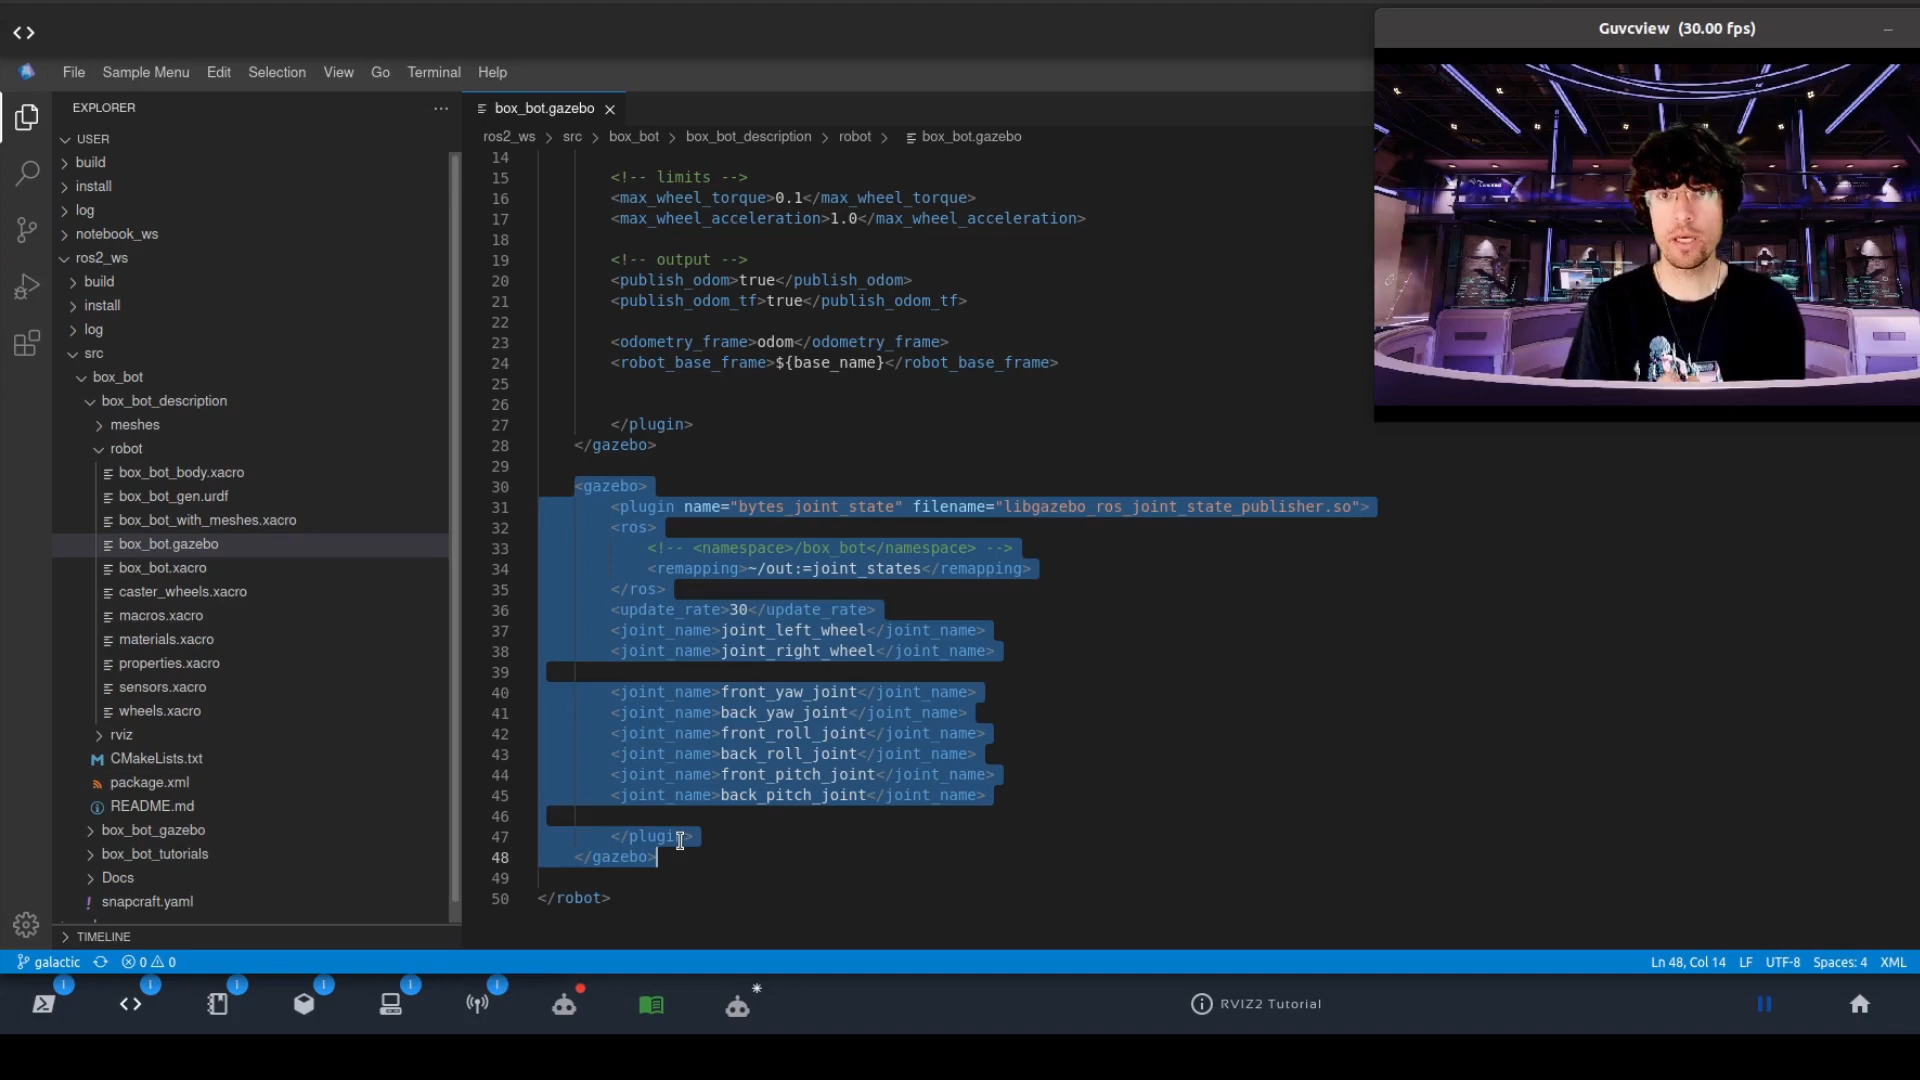 Guvcview (30.00 fps)
File Sample Menu Edit Selection View Go Terminal Help
EXPLORER
USER
build
install
log
notebook_ws
ros2_ws
build
install
log
src
box_bot
box_bot_description
meshes
robot
box_bot_body.xacro
box_bot_gen.urdf
box_bot_with_meshes.xacro
box_bot.gazebo
box_bot.xacro
caster_wheels.xacro
macros.xacro
materials.xacro
properties.xacro
sensors.xacro
wheels.xacro
rviz
CMakeLists.txt
package.xml
README.md
box_bot_gazebo
box_bot_tutorials
Docs
snapcraft.yaml
TIMELINE
box_bot.gazebo
ros2_ws > src > box_bot > box_bot_description > robot > box_bot.gazebo
14
15 <!-- limits -->
16 <max_wheel_torque>0.1</max_wheel_torque>
17 <max_wheel_acceleration>1.0</max_wheel_acceleration>
18
19 <!-- output -->
20 <publish_odom>true</publish_odom>
21 <publish_odom_tf>true</publish_odom_tf>
22
23 <odometry_frame>odom</odometry_frame>
24 <robot_base_frame>${base_name}</robot_base_frame>
25
26
27 </plugin>
28 </gazebo>
29
30 <gazebo>
31 <plugin name="bytes_joint_state" filename="libgazebo_ros_joint_state_publisher.so">
32 <ros>
33 <!-- <namespace>/box_bot</namespace> -->
34 <remapping>~/out:=joint_states</remapping>
35 </ros>
36 <update_rate>30</update_rate>
37 <joint_name>joint_left_wheel</joint_name>
38 <joint_name>joint_right_wheel</joint_name>
39
40 <joint_name>front_yaw_joint</joint_name>
41 <joint_name>back_yaw_joint</joint_name>
42 <joint_name>front_roll_joint</joint_name>
43 <joint_name>back_roll_joint</joint_name>
44 <joint_name>front_pitch_joint</joint_name>
45 <joint_name>back_pitch_joint</joint_name>
46
47 </plugin>
48 </gazebo>
49
50 </robot>
galactic 0 0 Ln 48, Col 14 LF UTF-8 Spaces: 4 XML
RVIZ2 Tutorial